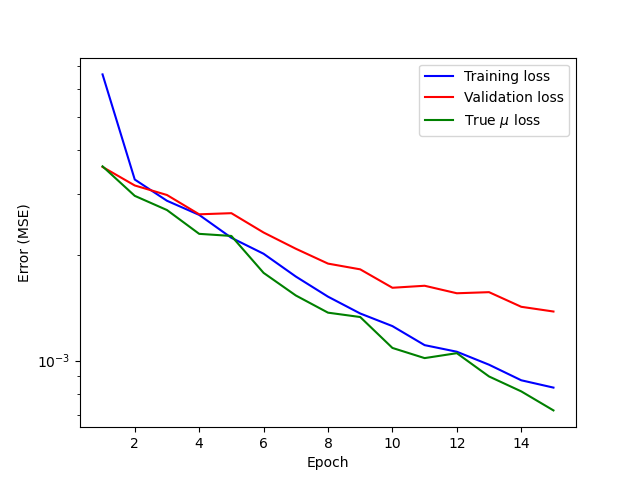 Training loss
Validation loss
True μ loss
Error (MSE)
10⁻³
2 4 6 8 10 12 14
Epoch